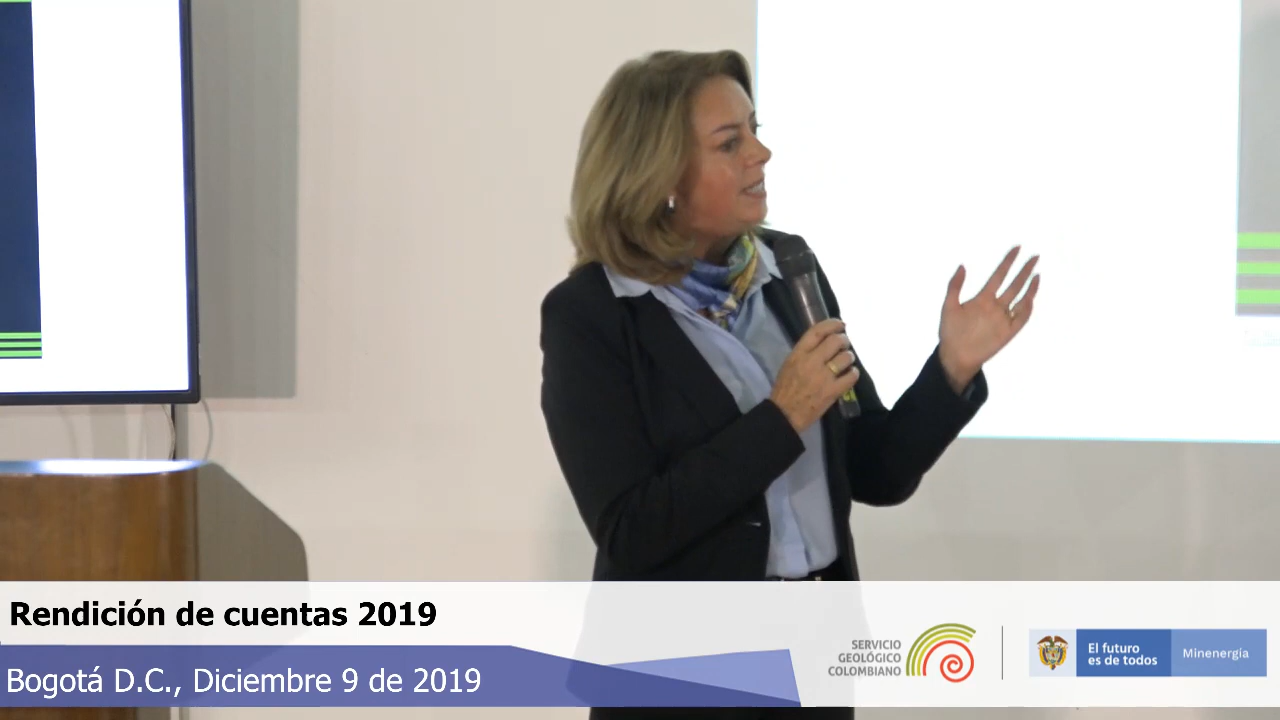 Rendición de cuentas 2019
Bogotá D.C., Diciembre 9 de 2019
SERVICIO
GEOLÓGICO
COLOMBIANO
El futuro
es de todos
Minenergía